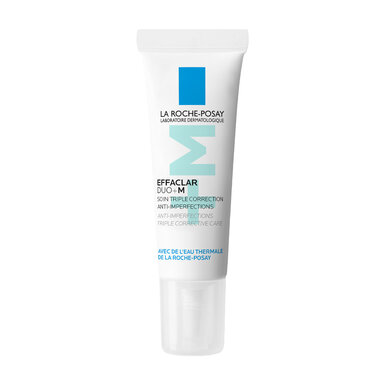 LA ROCHE-POSAY
LABORATOIRE DERMATOLOGIQUE
+M
EFFACLAR
DUO+M
SOIN TRIPLE CORRECTION
ANTI-IMPERFECTIONS
ANTI-IMPERFECTIONS
TRIPLE CORRECTIVE CARE
AVEC DE L'EAU THERMALE
DE LA ROCHE-POSAY